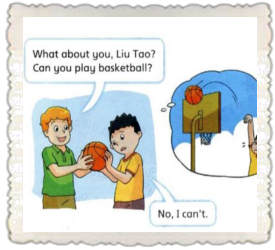 What about you, Liu Tao?
Can you play basketball?
No, I can't.